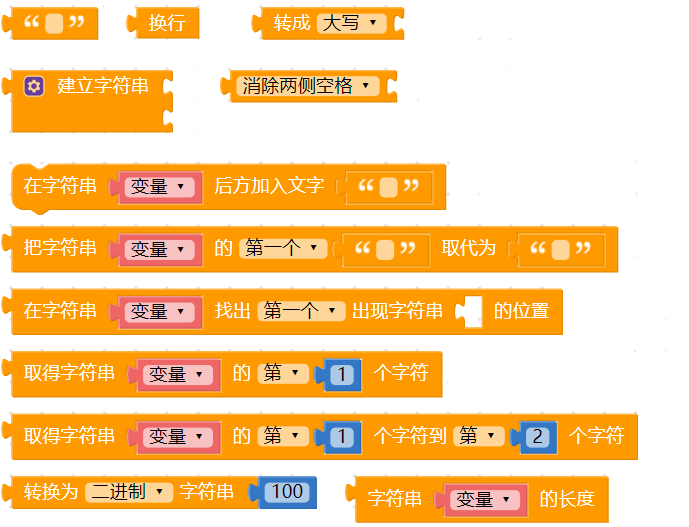 “ ” 换行 转成 大写
建立字符串 消除两侧空格
在字符串 变量 后方加入文字 “ ”
把字符串 变量 的 第一个 “ ” 取代为 “ ”
在字符串 变量 找出 第一个 出现字符串 的位置
取得字符串 变量 的 第 1 个字符
取得字符串 变量 的 第 1 个字符到 第 2 个字符
转换为 二进制 字符串 100 字符串 变量 的长度